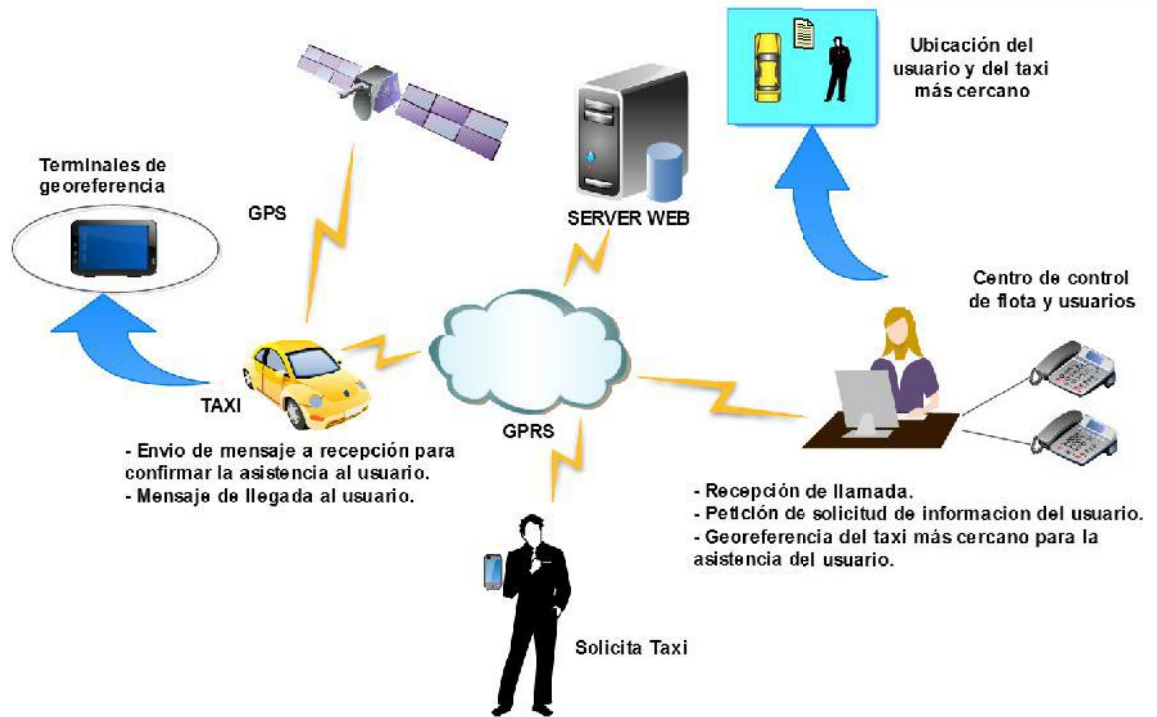 Ubicación del
usuario y del taxi
más cercano
Terminales de
georeferencia
GPS
SERVER WEB
Centro de control
de flota y usuarios
TAXI
GPRS
- Envío de mensaje a recepción para
confirmar la asistencia al usuario.
- Mensaje de llegada al usuario.
- Recepción de llamada.
- Petición de solicitud de informacion del usuario.
- Georeferencia del taxi más cercano para la
asistencia del usuario.
Solicita Taxi